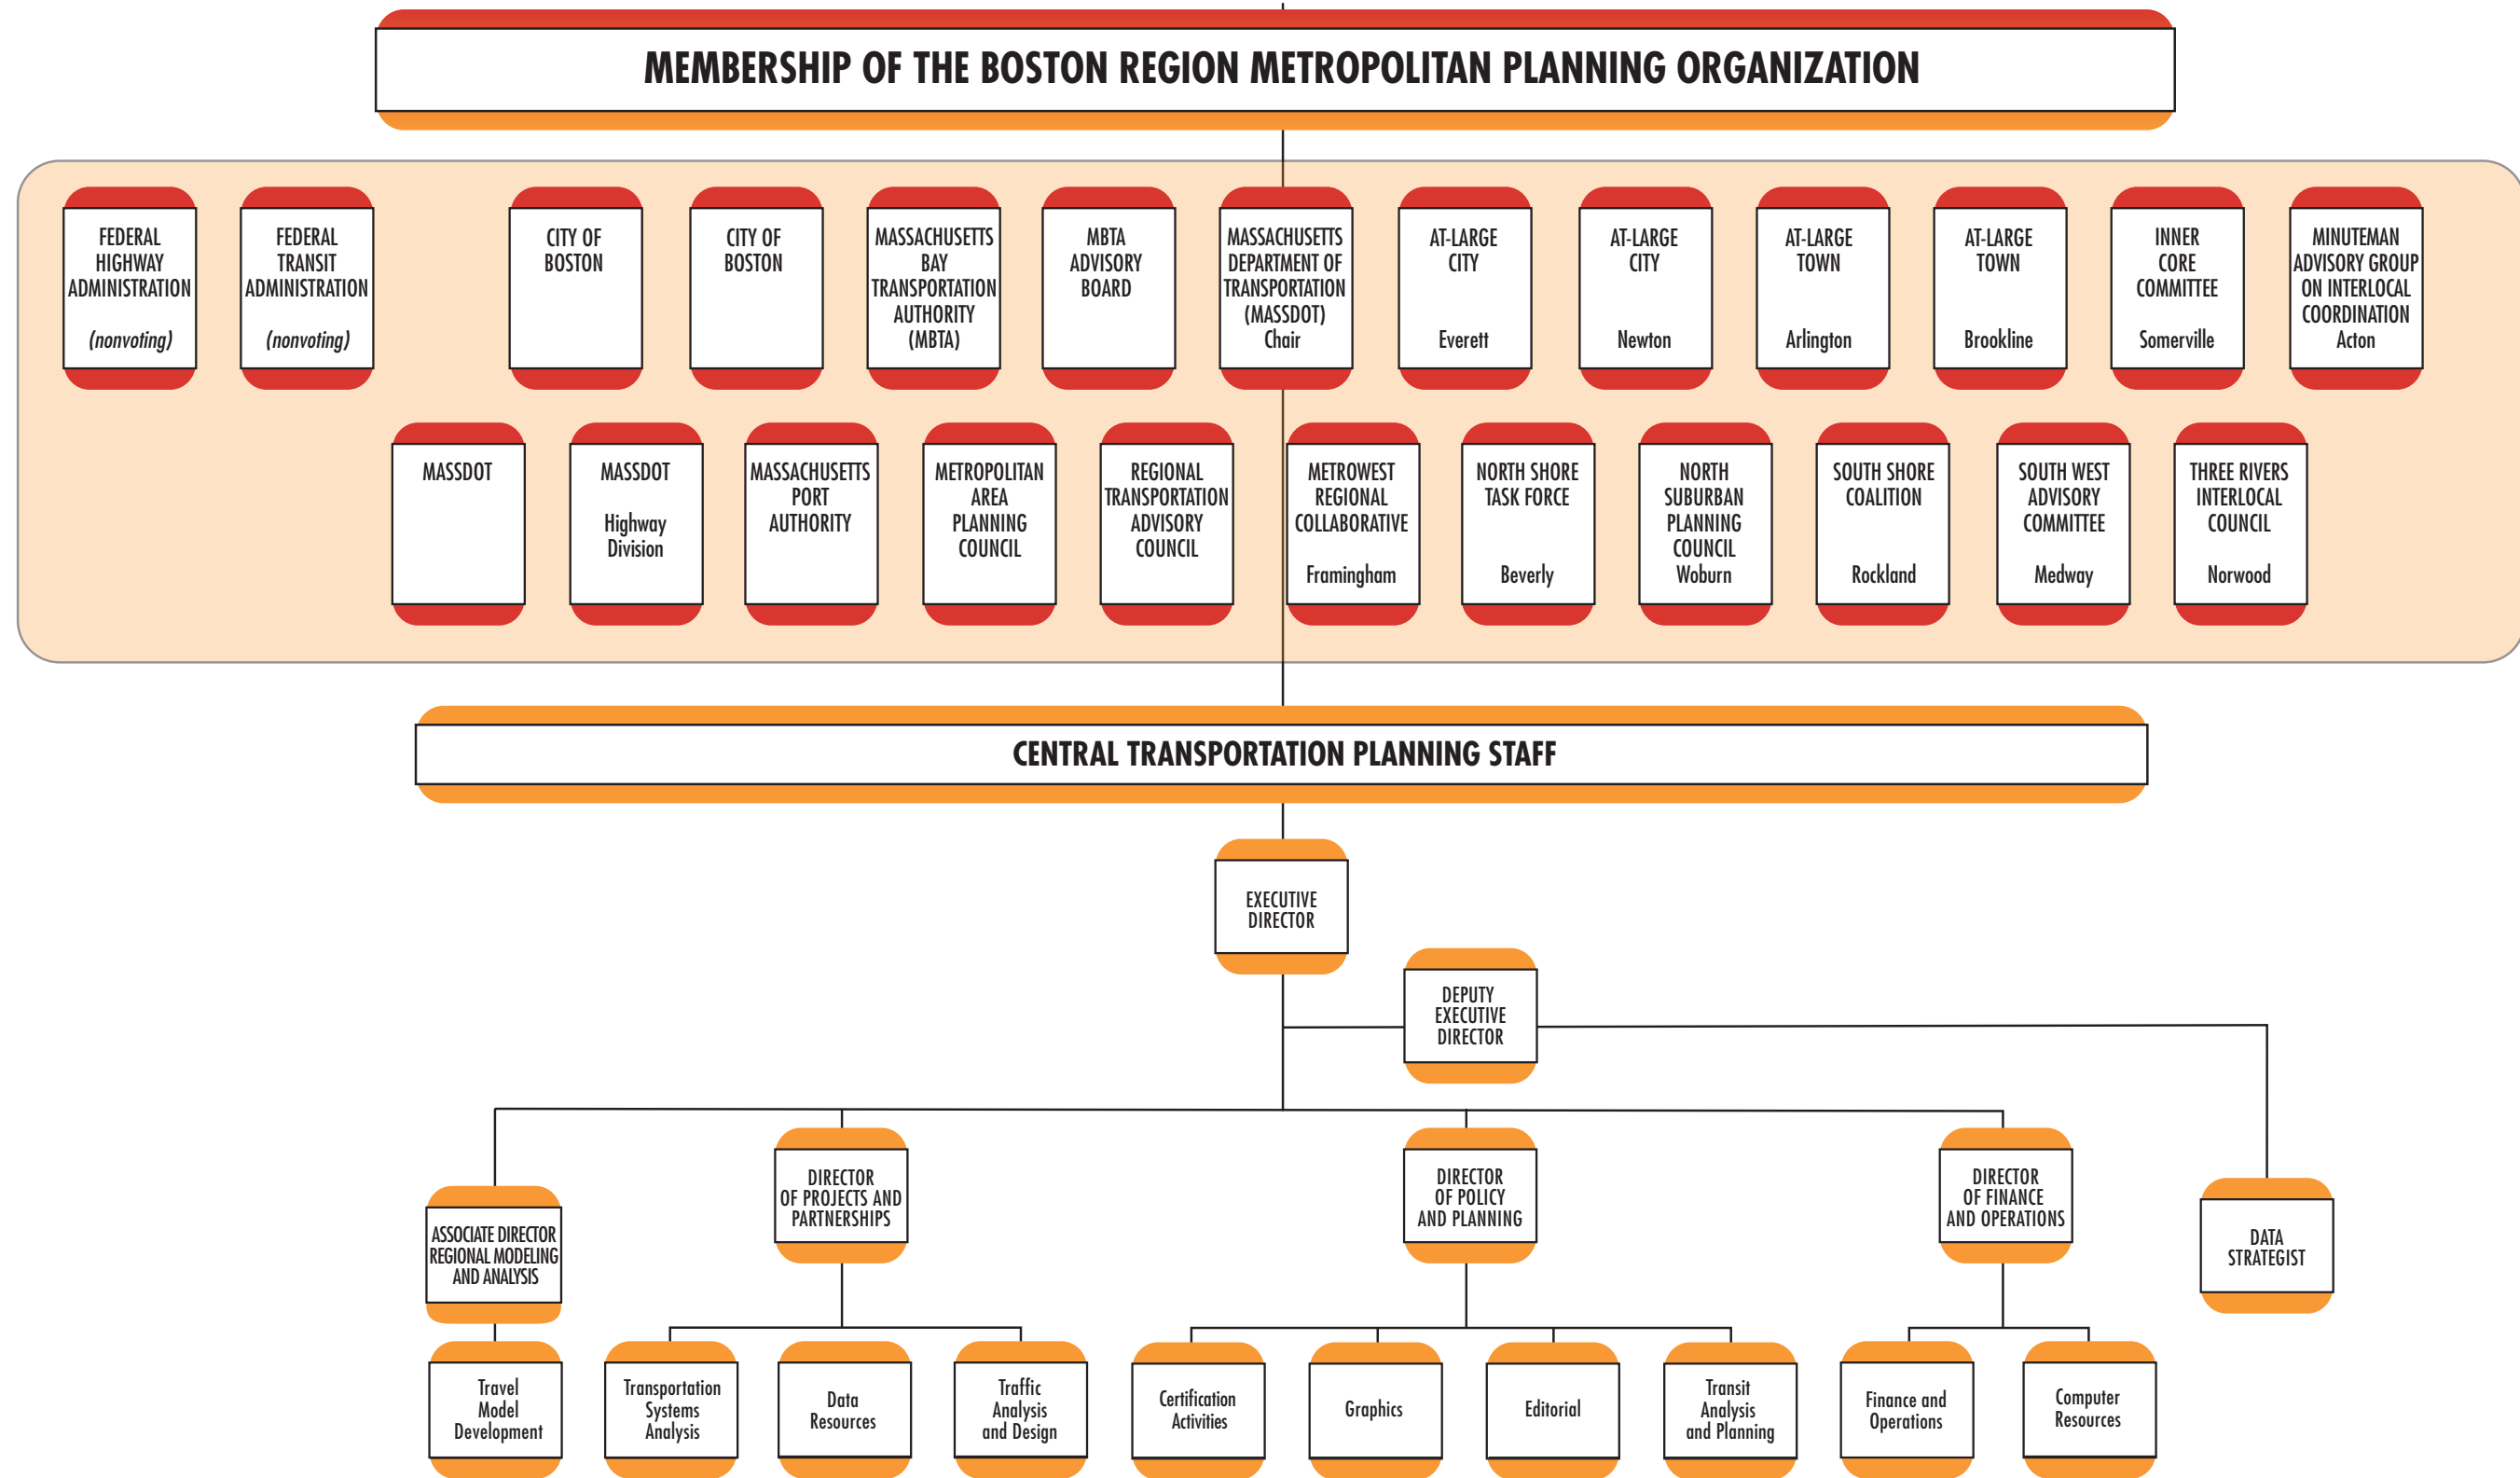 MEMBERSHIP OF THE BOSTON REGION METROPOLITAN PLANNING ORGANIZATION
FEDERAL
HIGHWAY
ADMINISTRATION
(nonvoting)
FEDERAL
TRANSIT
ADMINISTRATION
(nonvoting)
CITY OF
BOSTON
CITY OF
BOSTON
MASSACHUSETTS
BAY
TRANSPORTATION
AUTHORITY
(MBTA)
MBTA
ADVISORY
BOARD
MASSACHUSETTS
DEPARTMENT OF
TRANSPORTATION
(MASSDOT)
Chair
AT-LARGE
CITY
Everett
AT-LARGE
CITY
Newton
AT-LARGE
TOWN
Arlington
AT-LARGE
TOWN
Brookline
INNER
CORE
COMMITTEE
Somerville
MINUTEMAN
ADVISORY GROUP
ON INTERLOCAL
COORDINATION
Acton
MASSDOT
MASSDOT
Highway
Division
MASSACHUSETTS
PORT
AUTHORITY
METROPOLITAN
AREA
PLANNING
COUNCIL
REGIONAL
TRANSPORTATION
ADVISORY
COUNCIL
METROWEST
REGIONAL
COLLABORATIVE
Framingham
NORTH SHORE
TASK FORCE
Beverly
NORTH
SUBURBAN
PLANNING
COUNCIL
Woburn
SOUTH SHORE
COALITION
Rockland
SOUTH WEST
ADVISORY
COMMITTEE
Medway
THREE RIVERS
INTERLOCAL
COUNCIL
Norwood
CENTRAL TRANSPORTATION PLANNING STAFF
EXECUTIVE
DIRECTOR
DEPUTY
EXECUTIVE
DIRECTOR
ASSOCIATE DIRECTOR
REGIONAL MODELING
AND ANALYSIS
DIRECTOR
OF PROJECTS AND
PARTNERSHIPS
DIRECTOR
OF POLICY
AND PLANNING
DIRECTOR
OF FINANCE
AND OPERATIONS
DATA
STRATEGIST
Travel
Model
Development
Transportation
Systems
Analysis
Data
Resources
Traffic
Analysis
and Design
Certification
Activities
Graphics
Editorial
Transit
Analysis
and Planning
Finance and
Operations
Computer
Resources